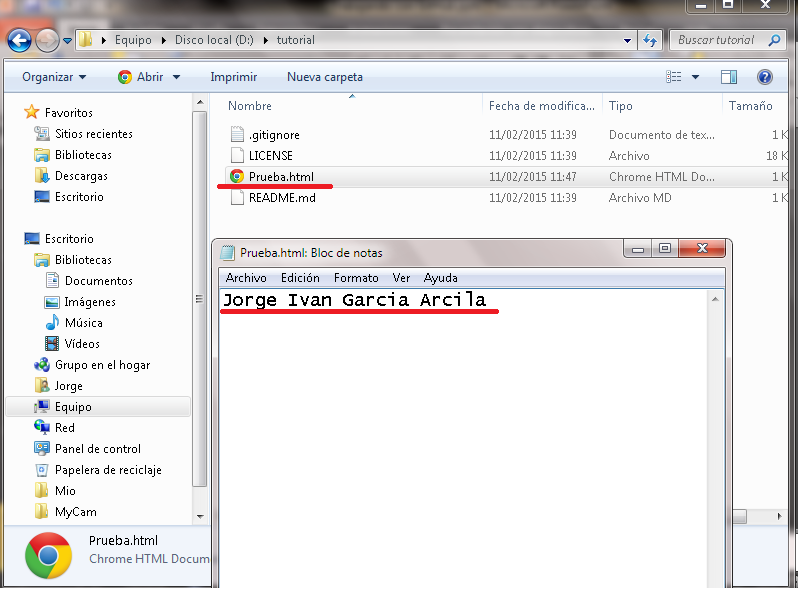 Equipo Disco local (D:) tutorial
Buscar tutorial
Organizar Abrir Imprimir Nueva carpeta
Nombre Fecha de modifica... Tipo Tamaño
.gitignore 11/02/2015 11:39 Documento de tex... 1 K
LICENSE 11/02/2015 11:39 Archivo 18 K
Prueba.html 11/02/2015 11:47 Chrome HTML Do... 1 K
README.md 11/02/2015 11:39 Archivo MD 1 K
Favoritos
Sitios recientes
Bibliotecas
Descargas
Escritorio
Escritorio
Bibliotecas
Documentos
Imágenes
Música
Vídeos
Grupo en el hogar
Jorge
Equipo
Red
Panel de control
Papelera de reciclaje
Mio
MyCam
Prueba.html: Bloc de notas
Archivo Edición Formato Ver Ayuda
Jorge Ivan Garcia Arcila
Prueba.html
Chrome HTML Docum